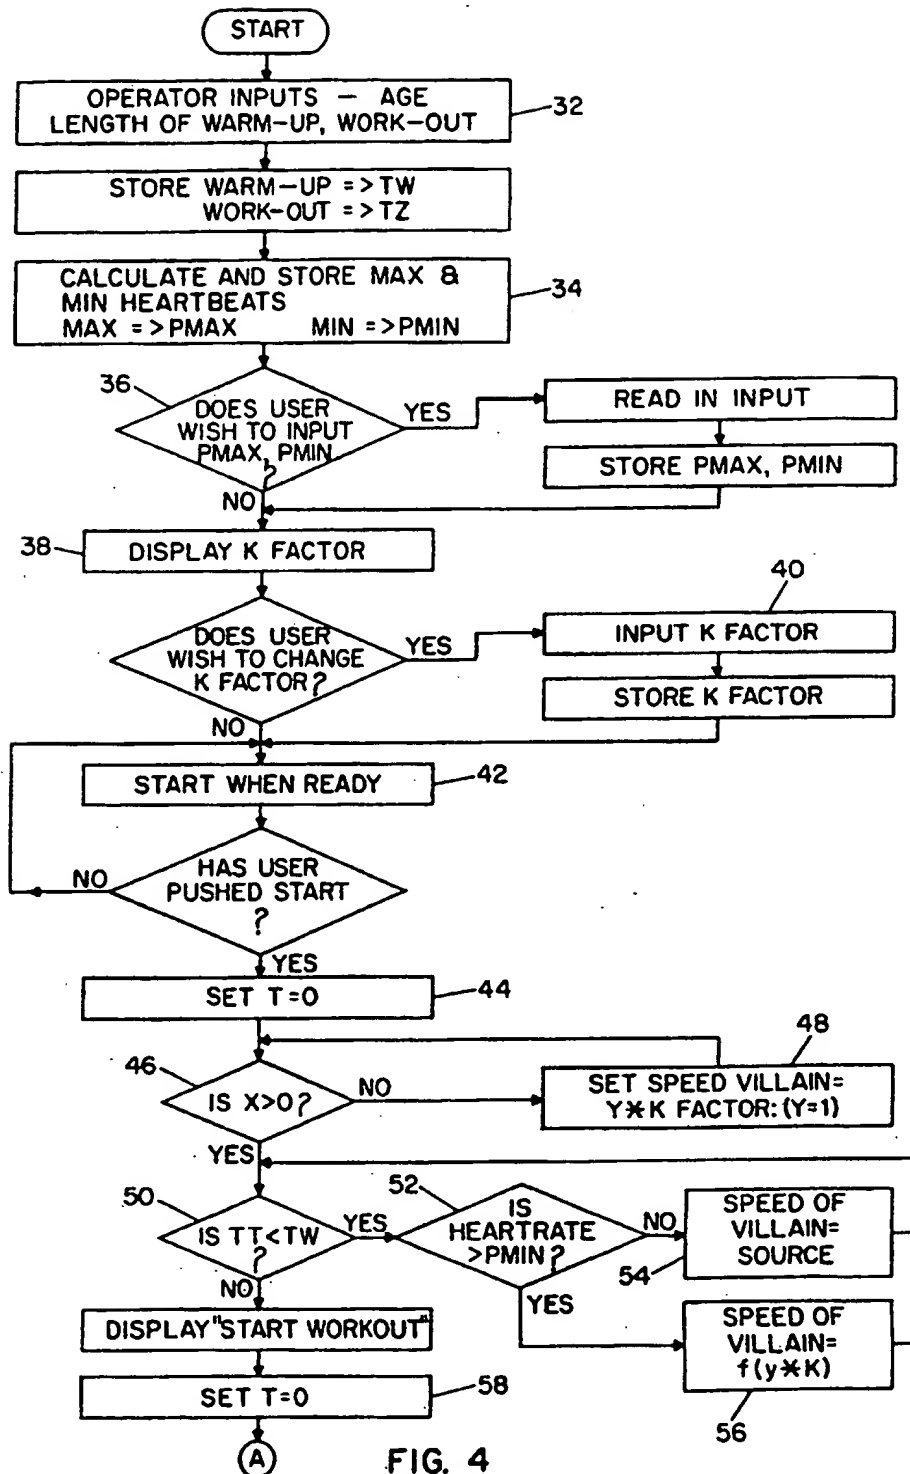 START
OPERATOR INPUTS — AGE
LENGTH OF WARM-UP, WORK-OUT
32
STORE WARM-UP =>TW
WORK-OUT =>TZ
CALCULATE AND STORE MAX &
MIN HEARTBEATS
MAX =>PMAX MIN =>PMIN
34
36
DOES USER
WISH TO INPUT
PMAX, PMIN
?
YES
NO
READ IN INPUT
STORE PMAX, PMIN
38
DISPLAY K FACTOR
DOES USER
WISH TO CHANGE
K FACTOR?
YES
NO
40
INPUT K FACTOR
STORE K FACTOR
START WHEN READY
42
HAS USER
PUSHED START
?
NO
YES
SET T=0
44
46
IS X>0?
NO
YES
48
SET SPEED VILLAIN=
Y*K FACTOR:(Y=1)
50
IS TT<TW
?
YES
NO
52
IS
HEARTRATE
>PMIN?
NO
YES
SPEED OF
VILLAIN=
SOURCE
54
SPEED OF
VILLAIN=
f(y*K)
56
DISPLAY "START WORKOUT"
SET T=0
58
A
FIG. 4